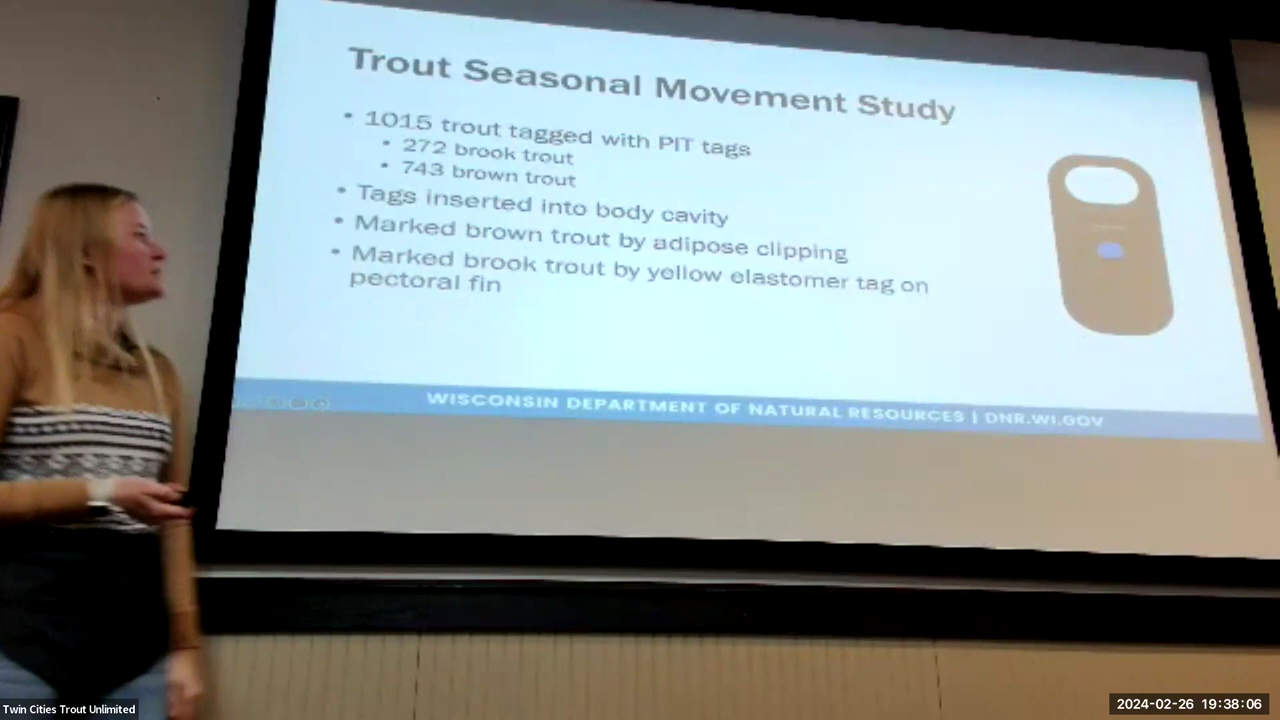 Trout Seasonal Movement Study
• 1015 trout tagged with PIT tags
• 272 brook trout
• 743 brown trout
• Tags inserted into body cavity
• Marked brown trout by adipose clipping
• Marked brook trout by yellow elastomer tag on
pectoral fin
WISCONSIN DEPARTMENT OF NATURAL RESOURCES | DNR.WI.GOV
Twin Cities Trout Unlimited
2024-02-26 19:38:06